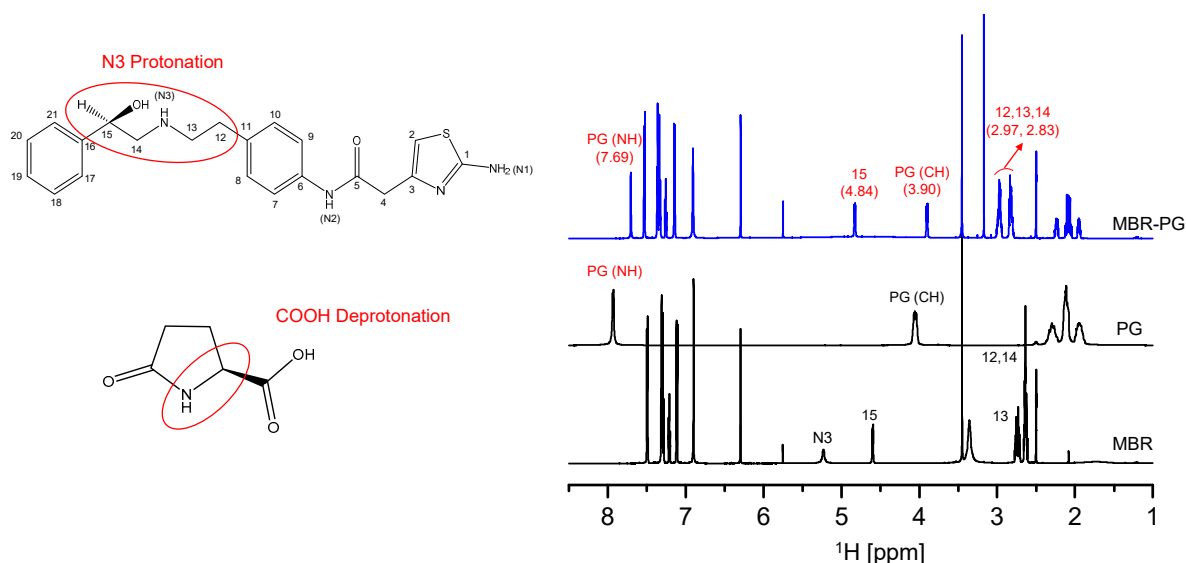 N3 Protonation
H
OH
(N3)
H
N
21
20
19
18
17
16
15
14
13
12
11
10
9
8
7
6
N
H
(N2)
O
5
4
3
2
S
1
N
NH₂ (N1)
COOH Deprotonation
O
N
H
OH
O
PG (NH)
(7.69)
15
(4.84)
PG (CH)
(3.90)
12,13,14
(2.97, 2.83)
MBR-PG
PG (NH)
PG (CH)
PG
12,14
N3
15
13
MBR
8 7 6 5 4 3 2 1
¹H [ppm]